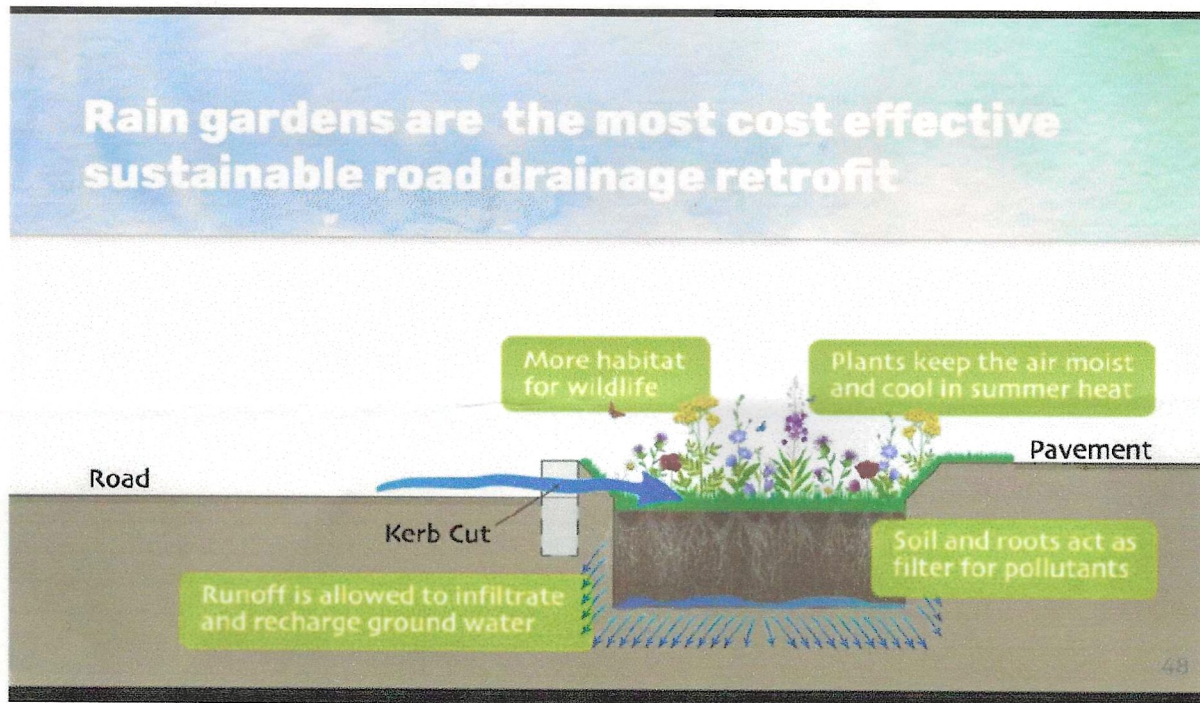 Rain gardens are the most cost effective
sustainable road drainage retrofit
More habitat
for wildlife
Plants keep the air moist
and cool in summer heat
Pavement
Road
Kerb Cut
Soil and roots act as
filter for pollutants
Runoff is allowed to infiltrate
and recharge ground water
48